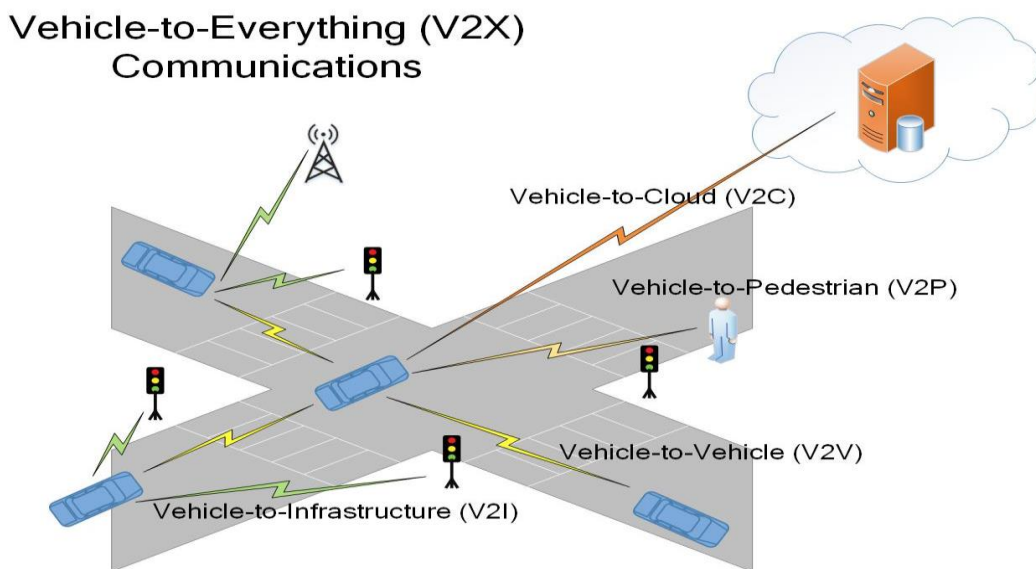 Vehicle-to-Everything (V2X)
Communications
Vehicle-to-Cloud (V2C)
Vehicle-to-Pedestrian (V2P)
Vehicle-to-Vehicle (V2V)
Vehicle-to-Infrastructure (V2I)